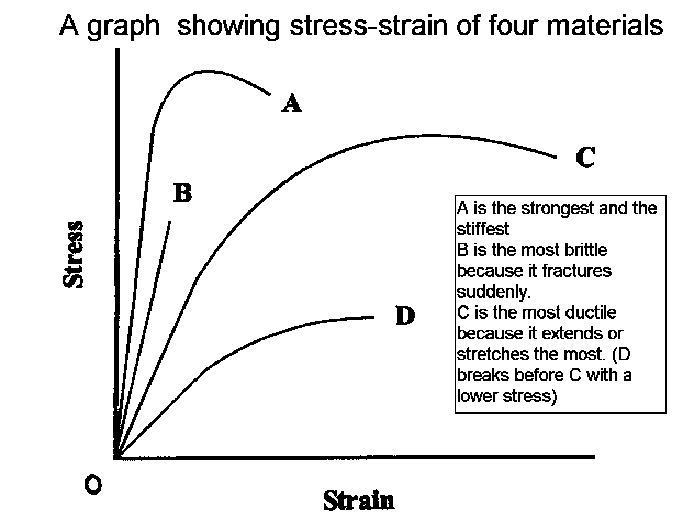 A graph showing stress-strain of four materials
A
B
C
D
Stress
A is the strongest and the
stiffest
B is the most brittle
because it fractures
suddenly.
C is the most ductile
because it extends or
stretches the most. (D
breaks before C with a
lower stress)
O
Strain